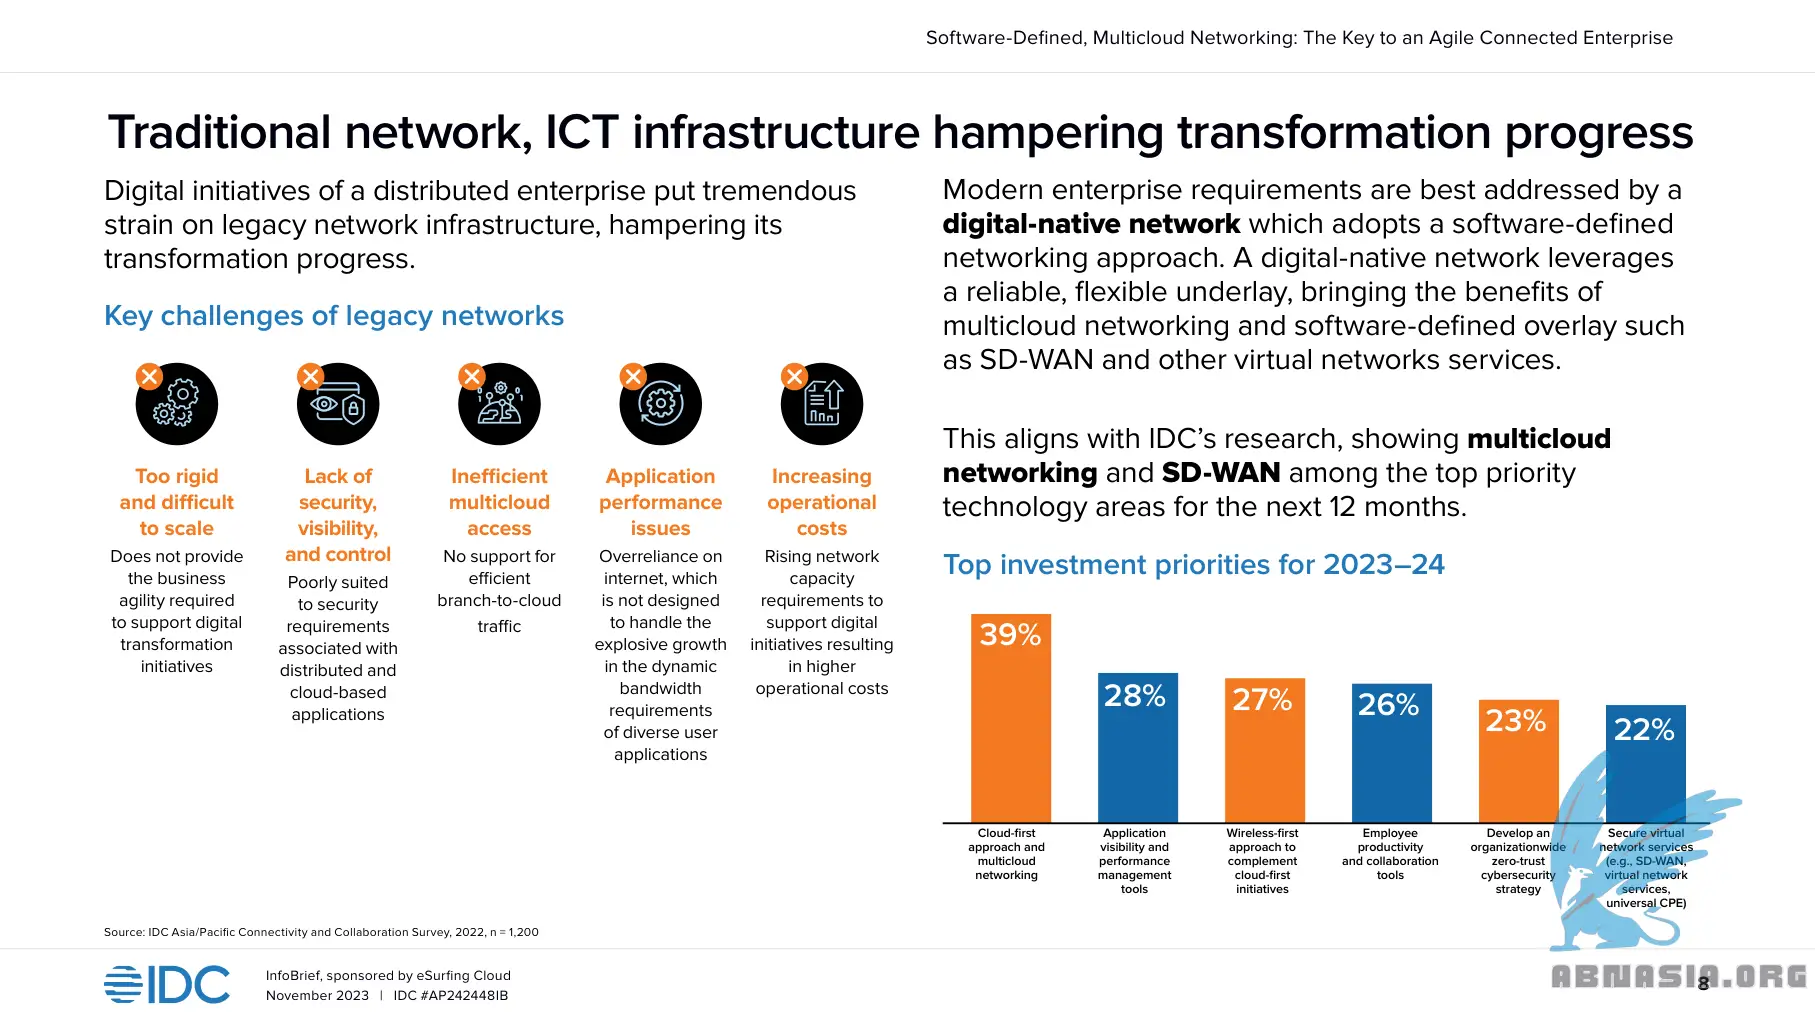 Software-Defined, Multicloud Networking: The Key to an Agile Connected Enterprise
Traditional network, ICT infrastructure hampering transformation progress
Digital initiatives of a distributed enterprise put tremendous
strain on legacy network infrastructure, hampering its
transformation progress.
Key challenges of legacy networks
Too rigid
and difficult
to scale
Does not provide
the business
agility required
to support digital
transformation
initiatives
Lack of
security,
visibility,
and control
Poorly suited
to security
requirements
associated with
distributed and
cloud-based
applications
Inefficient
multicloud
access
No support for
efficient
branch-to-cloud
traffic
Application
performance
issues
Overreliance on
internet, which
is not designed
to handle the
explosive growth
in the dynamic
bandwidth
requirements
of diverse user
applications
Increasing
operational
costs
Rising network
capacity
requirements to
support digital
initiatives resulting
in higher
operational costs
Modern enterprise requirements are best addressed by a
digital-native network which adopts a software-defined
networking approach. A digital-native network leverages
a reliable, flexible underlay, bringing the benefits of
multicloud networking and software-defined overlay such
as SD-WAN and other virtual networks services.
This aligns with IDC’s research, showing multicloud
networking and SD-WAN among the top priority
technology areas for the next 12 months.
Top investment priorities for 2023–24
39%
28%
27%
26%
23%
22%
Cloud-first
approach and
multicloud
networking
Application
visibility and
performance
management
tools
Wireless-first
approach to
complement
cloud-first
initiatives
Employee
productivity
and collaboration
tools
Develop an
organizationwide
zero-trust
cybersecurity
strategy
Secure virtual
network services
(e.g., SD-WAN,
virtual network
services,
universal CPE)
Source: IDC Asia/Pacific Connectivity and Collaboration Survey, 2022, n = 1,200
IDC
InfoBrief, sponsored by eSurfing Cloud
November 2023 | IDC #AP242448IB
8
ABNASIA.ORG